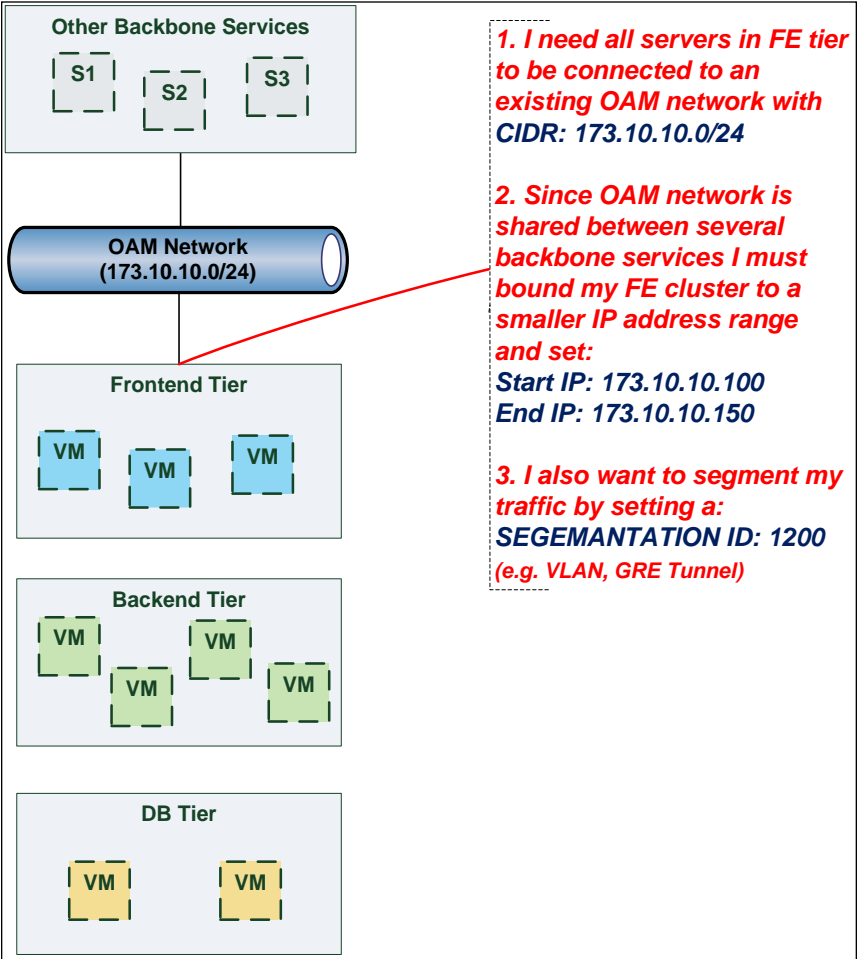 Other Backbone Services
S1
S2
S3
OAM Network
(173.10.10.0/24)
Frontend Tier
VM
VM
VM
Backend Tier
VM
VM
VM
VM
DB Tier
VM
VM
1. I need all servers in FE tier
to be connected to an
existing OAM network with
CIDR: 173.10.10.0/24
2. Since OAM network is
shared between several
backbone services I must
bound my FE cluster to a
smaller IP address range
and set:
Start IP: 173.10.10.100
End IP: 173.10.10.150
3. I also want to segment my
traffic by setting a:
SEGEMANTATION ID: 1200
(e.g. VLAN, GRE Tunnel)